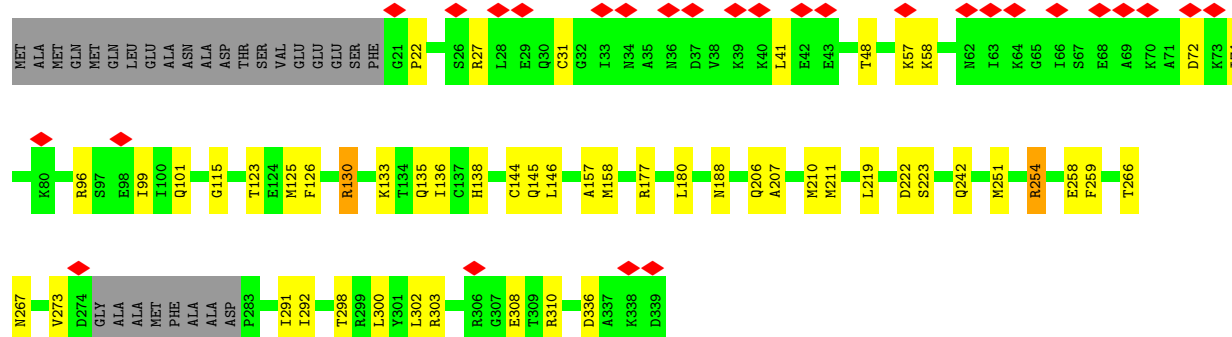 MET ALA MET GLN MET GLN LEU GLU ALA ASN ALA ASP THR SER VAL GLU GLU GLU SER PHE G21 P22 S26 R27 L28 E29 Q30 C31 G32 I33 N34 A35 N36 D37 V38 K39 K40 L41 E42 E43 T48 K57 K58 N62 I63 K64 G65 I66 S67 E68 A69 K70 A71 D72 K73
K80 R96 S97 E98 I99 I100 Q101 G115 T123 E124 M125 F126 R130 K133 T134 Q135 I136 C137 H138 C144 Q145 L146 A157 M158 R177 L180 N188 Q206 A207 M210 M211 L219 D222 S223 Q242 M251 R254 E258 F259 T266
N267 V273 D274 GLY ALA ALA MET PHE ALA ALA ASP P283 I291 I292 T298 R299 L300 Y301 L302 R303 R306 G307 E308 T309 R310 D336 A337 K338 D339